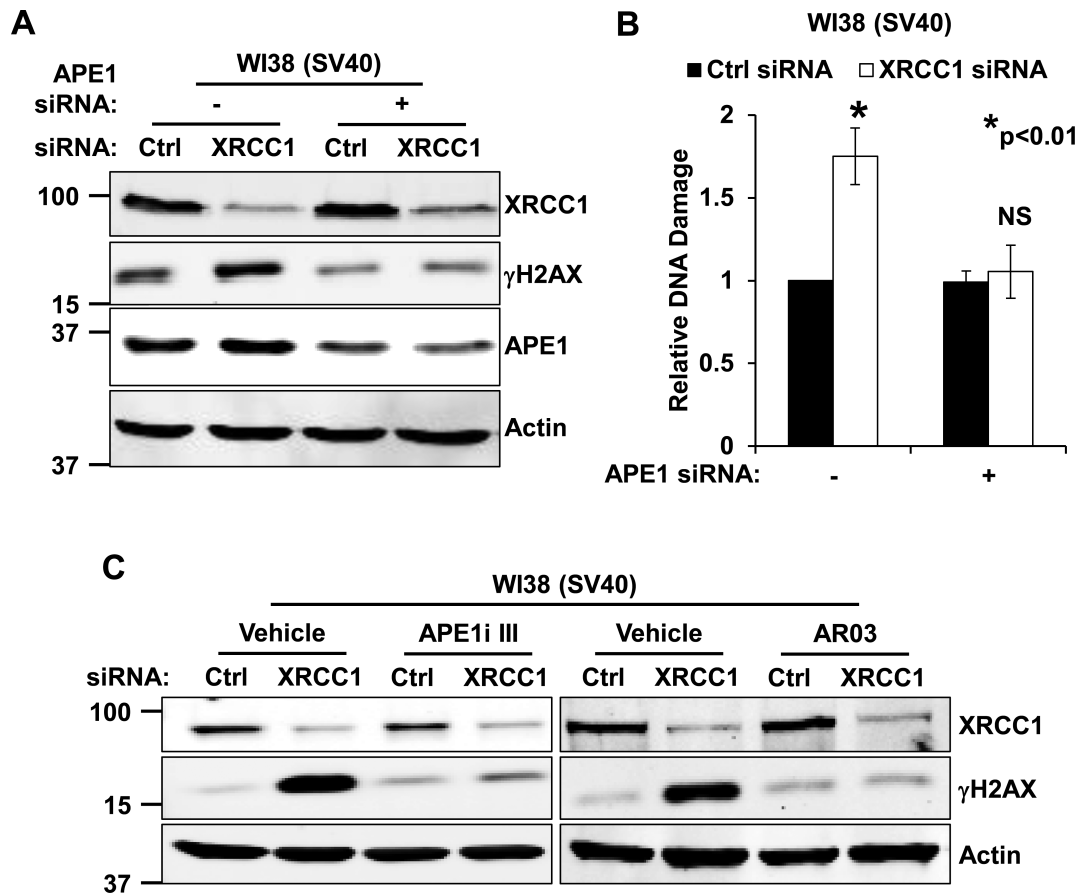 A
WI38 (SV40)
APE1
siRNA:
- +
siRNA: Ctrl XRCC1 Ctrl XRCC1
100
XRCC1
γH2AX
15
37
APE1
Actin
37
B
WI38 (SV40)
Ctrl siRNA XRCC1 siRNA
Relative DNA Damage
2
1.5
1
0.5
0
*
*p<0.01
NS
APE1 siRNA: - +
C
WI38 (SV40)
Vehicle APE1i III Vehicle AR03
siRNA: Ctrl XRCC1 Ctrl XRCC1 Ctrl XRCC1 Ctrl XRCC1
100
XRCC1
γH2AX
15
Actin
37